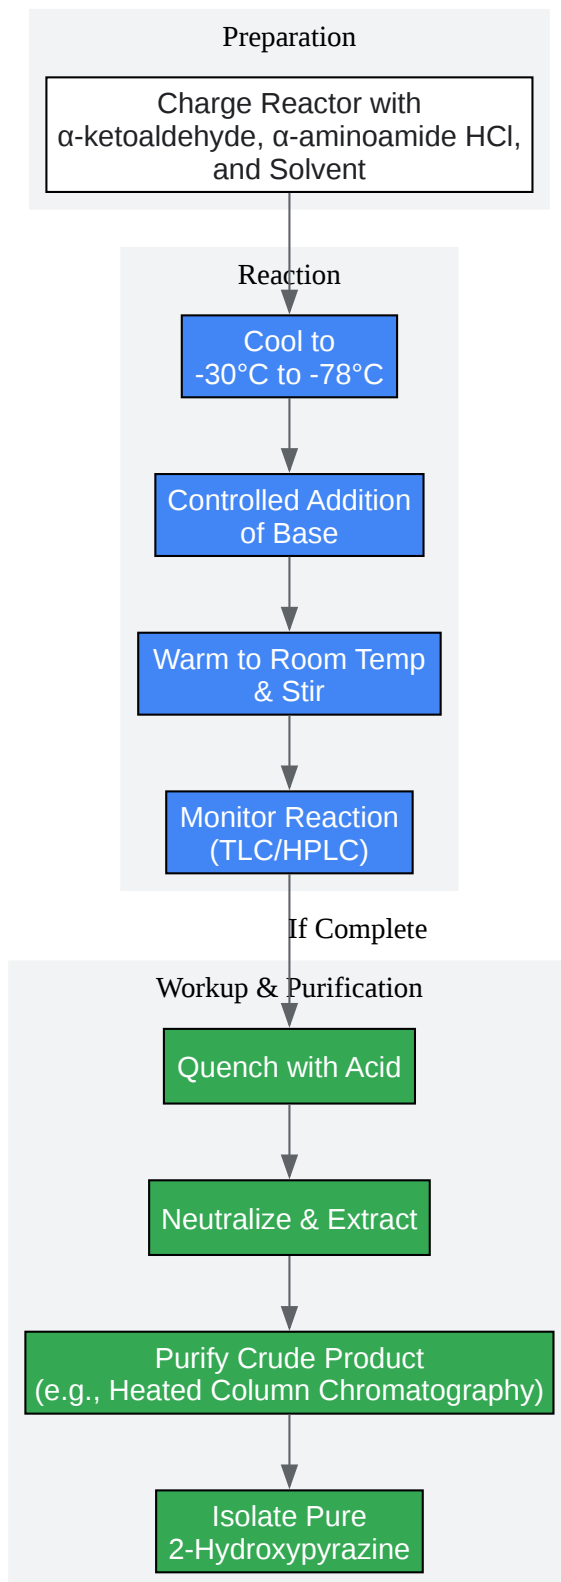 Preparation
Charge Reactor with
α-ketoaldehyde, α-aminoamide HCl,
and Solvent
Reaction
Cool to
-30°C to -78°C
Controlled Addition
of Base
Warm to Room Temp
& Stir
Monitor Reaction
(TLC/HPLC)
If Complete
Workup & Purification
Quench with Acid
Neutralize & Extract
Purify Crude Product
(e.g., Heated Column Chromatography)
Isolate Pure
2-Hydroxypyrazine